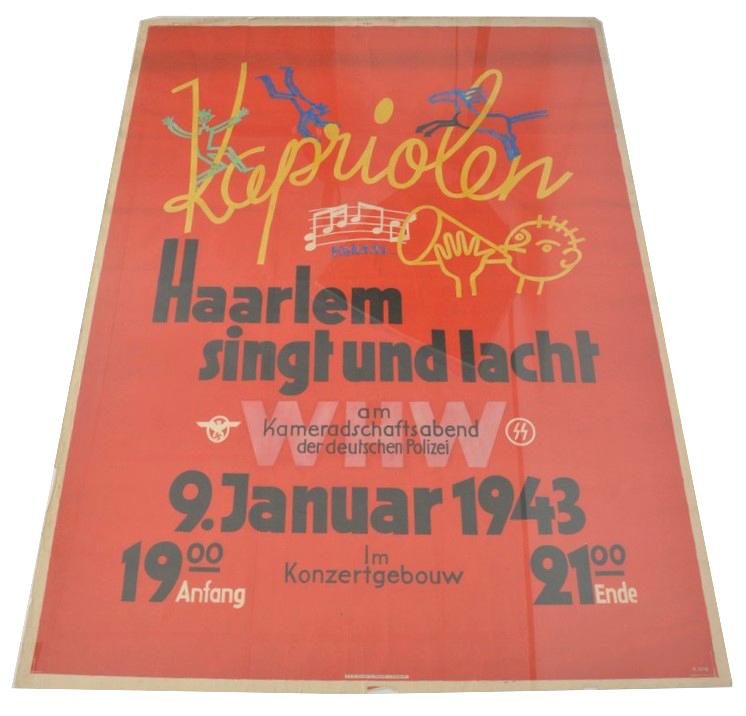 Kapriolen
Haarlem
singt und lacht
WHW
am
Kameradschaftsabend
der deutschen Polizei
9. Januar 1943
19⁰⁰ Anfang
Im
Konzertgebouw
21⁰⁰ Ende